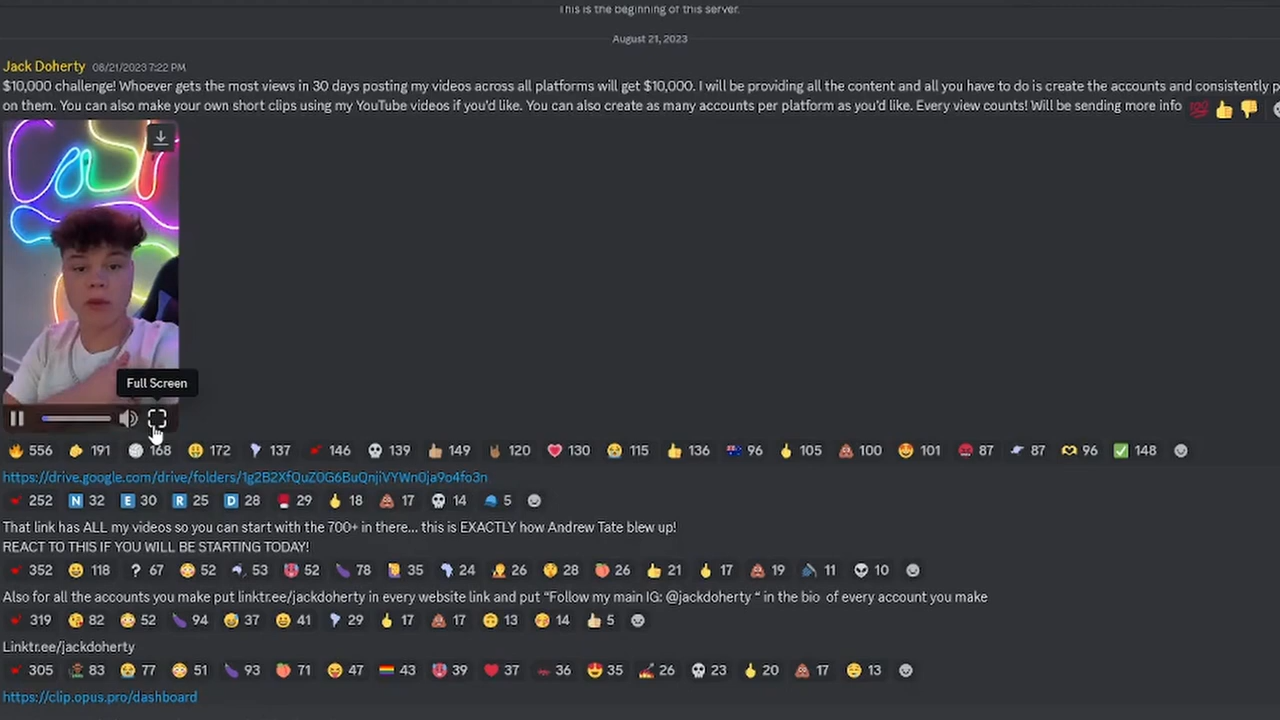 This is the beginning of this server.
August 21, 2023
Jack Doherty 08/21/2023 7:22 PM
$10,000 challenge! Whoever gets the most views in 30 days posting my videos across all platforms will get $10,000. I will be providing all the content and all you have to do is create the accounts and consistently p
on them. You can also make your own short clips using my YouTube videos if you'd like. You can also create as many accounts per platform as you'd like. Every view counts! Will be sending more info
Full Screen
556 191 168 172 137 146 139 149 120 130 115 136 96 105 100 101 87 87 96 148
https://drive.google.com/drive/folders/1g2B2XfQuZ0G6BuQnjiVYWn0ja9o4fo3n
252 N 32 E 30 R 25 D 28 29 18 17 14 5
That link has ALL my videos so you can start with the 700+ in there... this is EXACTLY how Andrew Tate blew up!
REACT TO THIS IF YOU WILL BE STARTING TODAY!
352 118 ? 67 52 53 52 78 35 24 26 28 26 21 17 19 11 10
Also for all the accounts you make put linktr.ee/jackdoherty in every website link and put "Follow my main IG: @jackdoherty " in the bio of every account you make
319 82 52 94 37 41 29 17 17 13 14 5
Linktr.ee/jackdoherty
305 83 77 51 93 71 47 43 39 37 36 35 26 23 20 17 13
https://clip.opus.pro/dashboard